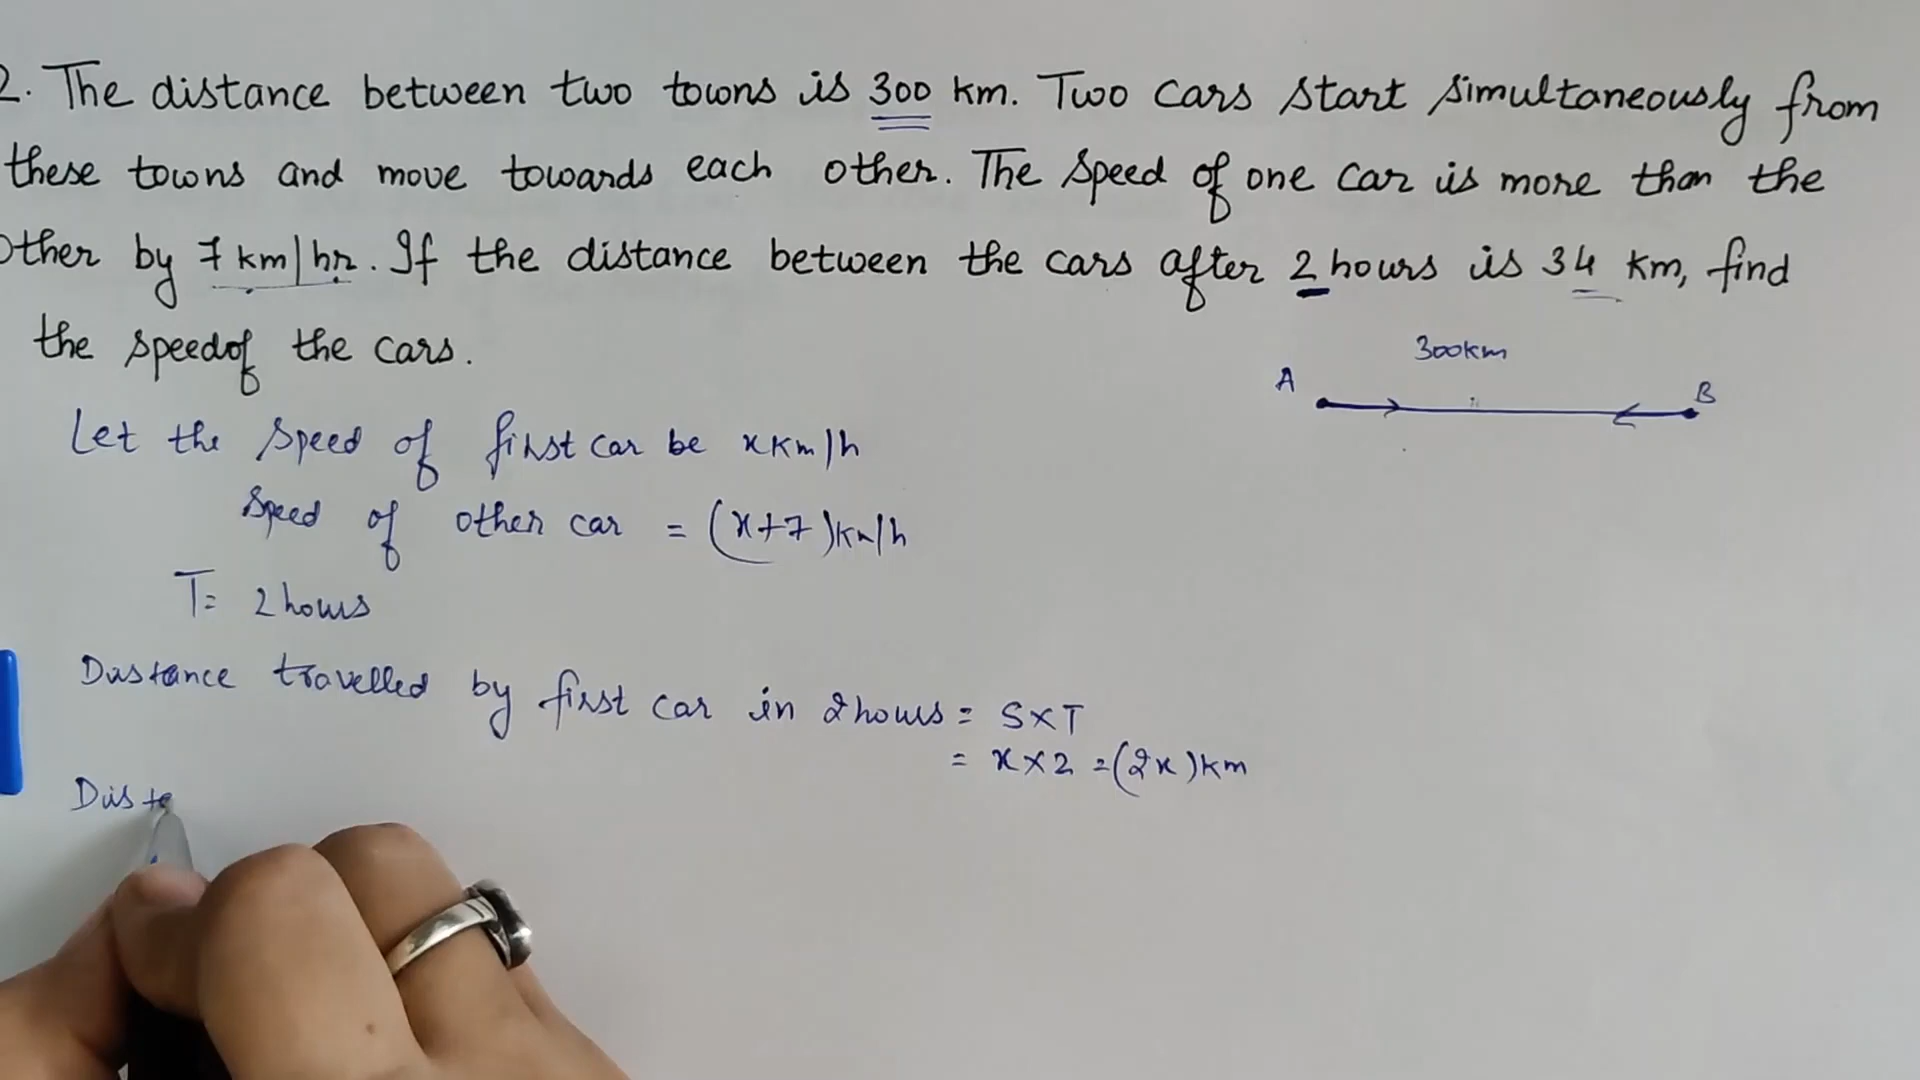 2. The distance between two towns is 300 km. Two cars start simultaneously from
these towns and move towards each other. The speed of one car is more than the
other by 7 km/hr. If the distance between the cars after 2 hours is 34 km, find
the speed of the cars.
300km
A
B
Let the speed of first car be x km/h
Speed of other car = (x+7)km/h
T= 2 hours
Distance travelled by first car in 2 hours = S×T
= x×2 =(2x)km
Dista